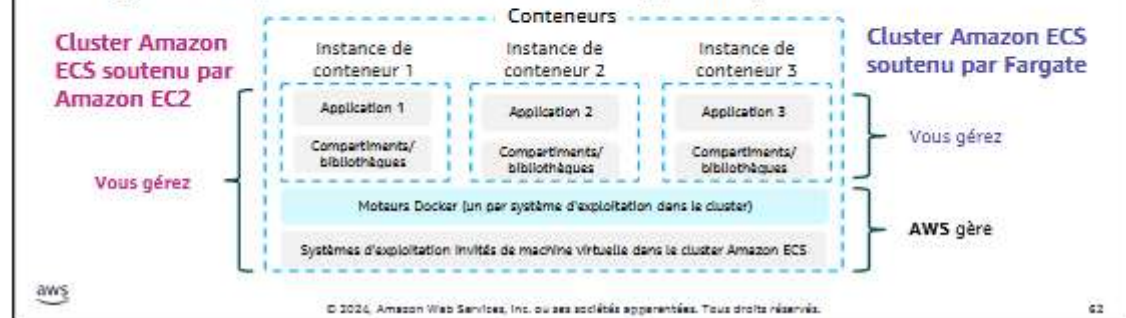 Conteneurs
Cluster Amazon
ECS soutenu par
Amazon EC2
Instance de
conteneur 1
Instance de
conteneur 2
Instance de
conteneur 3
Cluster Amazon ECS
soutenu par Fargate
Application 1
Application 2
Application 3
Compartiments/
bibliothèques
Compartiments/
bibliothèques
Compartiments/
bibliothèques
Vous gérez
Vous gérez
Moteurs Docker (un par système d'exploitation dans le cluster)
AWS gère
Systèmes d'exploitation invités de machine virtuelle dans le cluster Amazon ECS
aws
© 2024, Amazon Web Services, Inc. ou ses sociétés apparentées. Tous droits réservés.
62